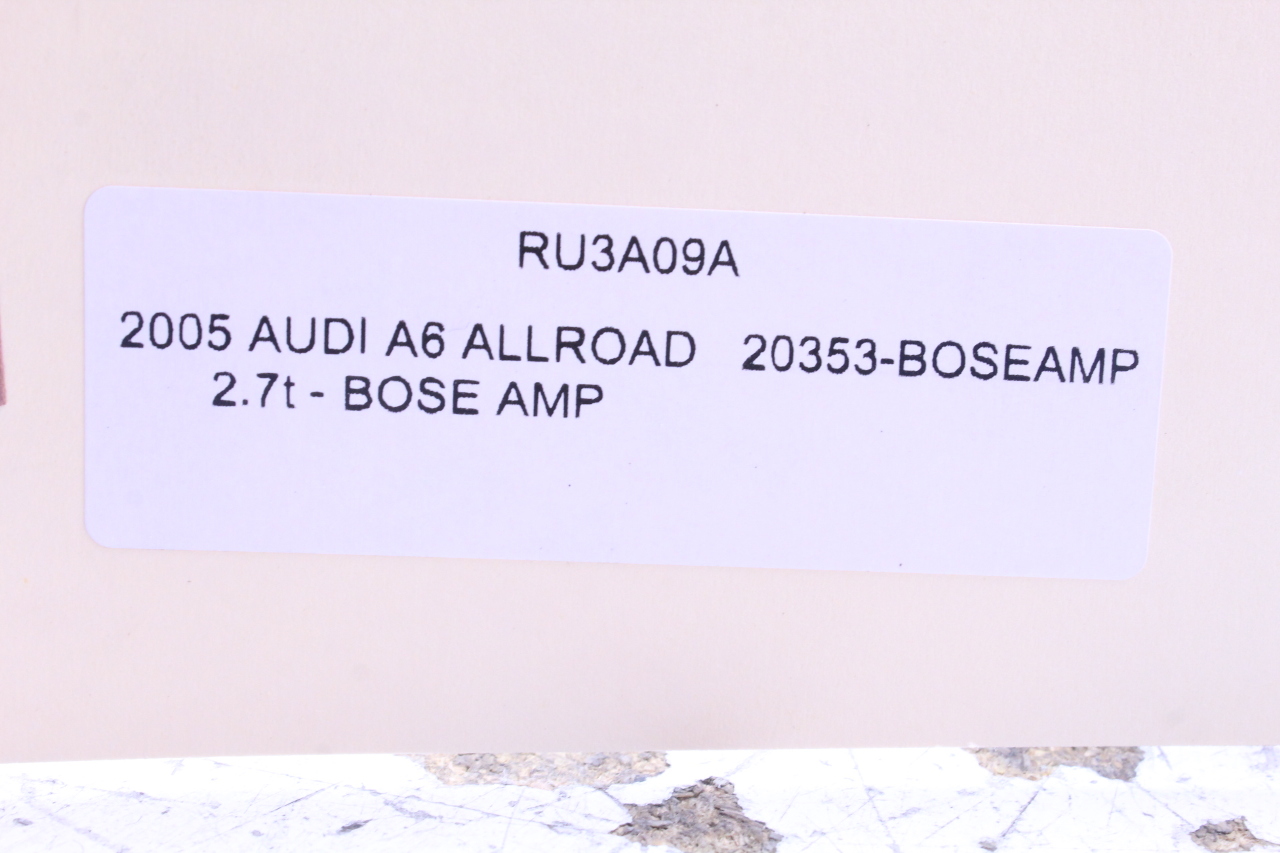 RU3A09A
2005 AUDI A6 ALLROAD 20353-BOSEAMP
2.7t - BOSE AMP